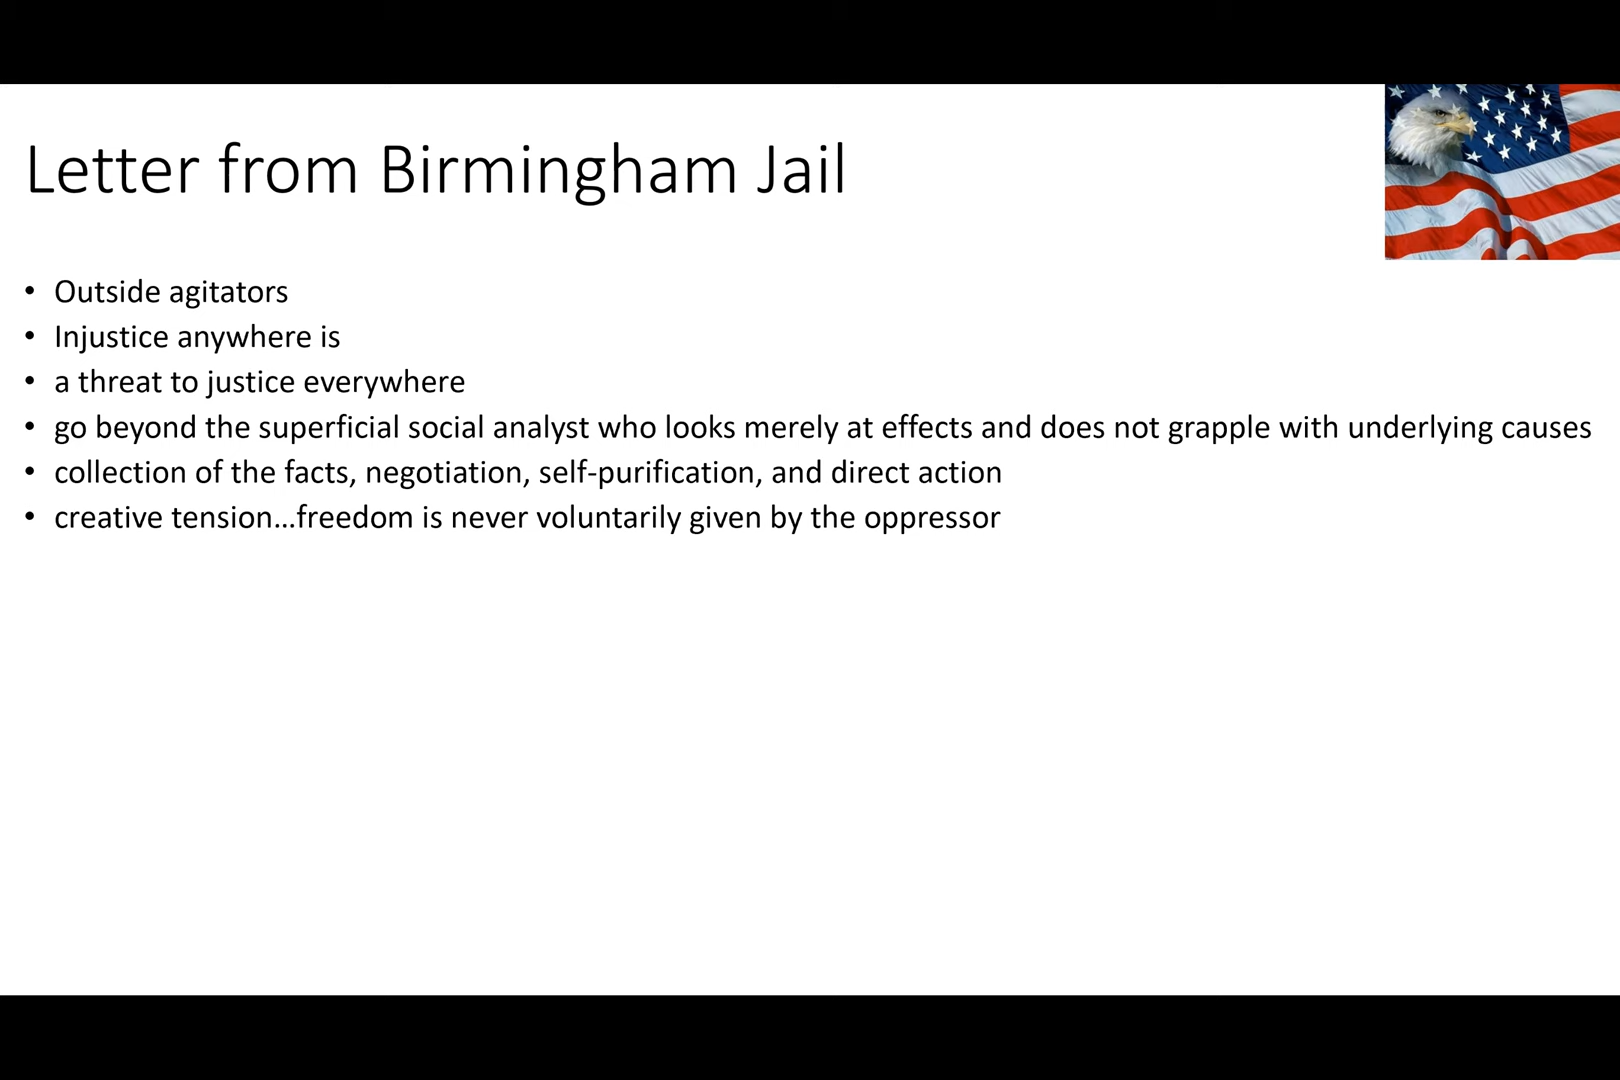 Letter from Birmingham Jail
• Outside agitators
• Injustice anywhere is
• a threat to justice everywhere
• go beyond the superficial social analyst who looks merely at effects and does not grapple with underlying causes
• collection of the facts, negotiation, self-purification, and direct action
• creative tension…freedom is never voluntarily given by the oppressor